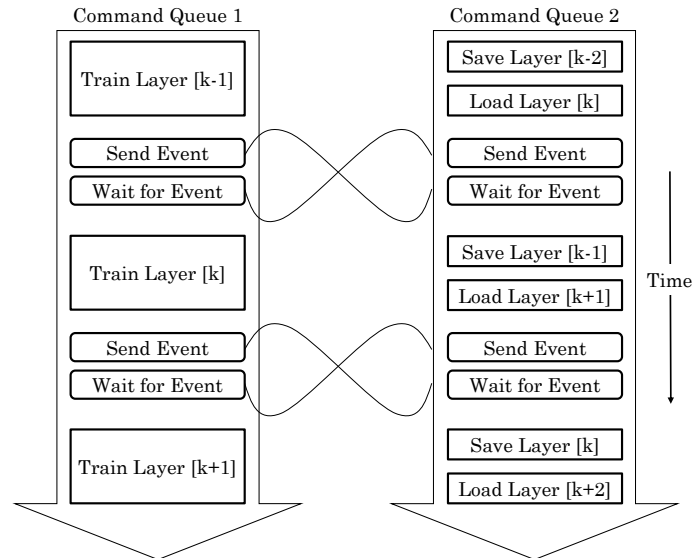 Command Queue 1
Train Layer [k-1]
Send Event
Wait for Event
Train Layer [k]
Send Event
Wait for Event
Train Layer [k+1]
Command Queue 2
Save Layer [k-2]
Load Layer [k]
Send Event
Wait for Event
Save Layer [k-1]
Load Layer [k+1]
Send Event
Wait for Event
Save Layer [k]
Load Layer [k+2]
Time